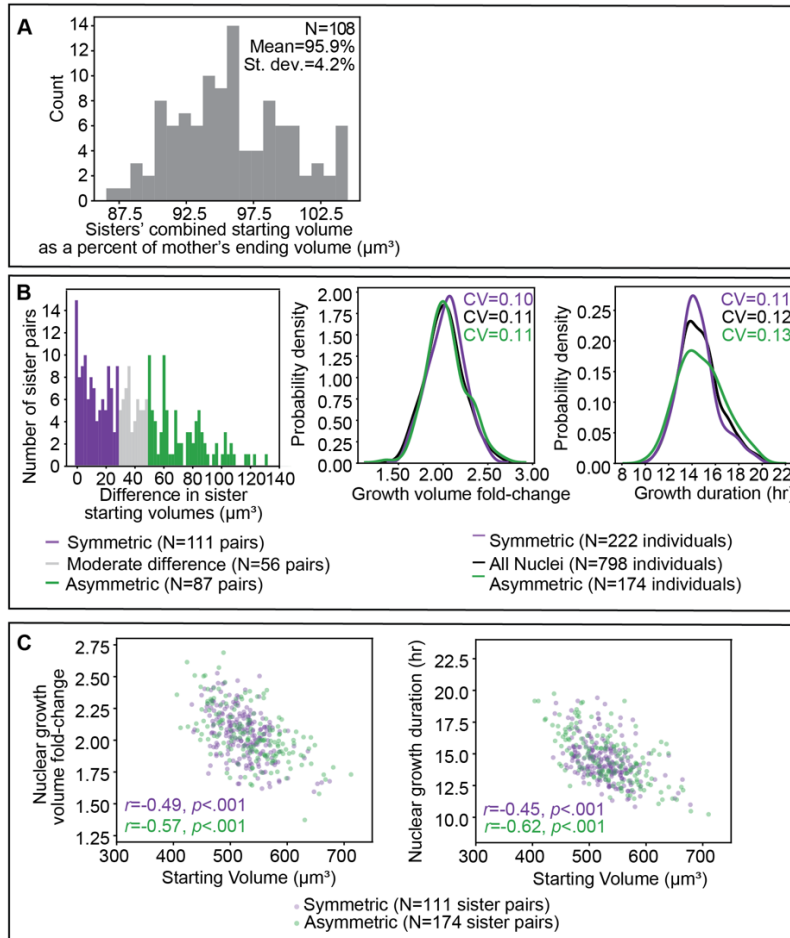 A
N=108
Mean=95.9%
St. dev.=4.2%
Count
14
12
10
8
6
4
2
0
87.5 92.5 97.5 102.5
Sisters' combined starting volume
as a percent of mother's ending volume (µm³)
B
Number of sister pairs
14
12
10
8
6
4
2
0
0 20 40 60 80 100 120 140
Difference in sister
starting volumes (µm³)
Probability density
2.00
1.75
1.50
1.25
1.00
0.75
0.50
0.25
0.00
CV=0.10
CV=0.11
CV=0.11
1.50 2.00 2.50 3.00
Growth volume fold-change
Probability density
0.25
0.20
0.15
0.10
0.05
0.00
CV=0.11
CV=0.12
CV=0.13
8 10 12 14 16 18 20 22
Growth duration (hr)
Symmetric (N=111 pairs)
Moderate difference (N=56 pairs)
Asymmetric (N=87 pairs)
Symmetric (N=222 individuals)
All Nuclei (N=798 individuals)
Asymmetric (N=174 individuals)
C
Nuclear growth
volume fold-change
2.75
2.50
2.25
2.00
1.75
1.50
1.25
r=-0.49, p<.001
r=-0.57, p<.001
300 400 500 600 700
Starting Volume (µm³)
Nuclear growth duration (hr)
22.5
20.0
17.5
15.0
12.5
10.0
r=-0.45, p<.001
r=-0.62, p<.001
300 400 500 600 700
Starting Volume (µm³)
Symmetric (N=111 sister pairs)
Asymmetric (N=174 sister pairs)